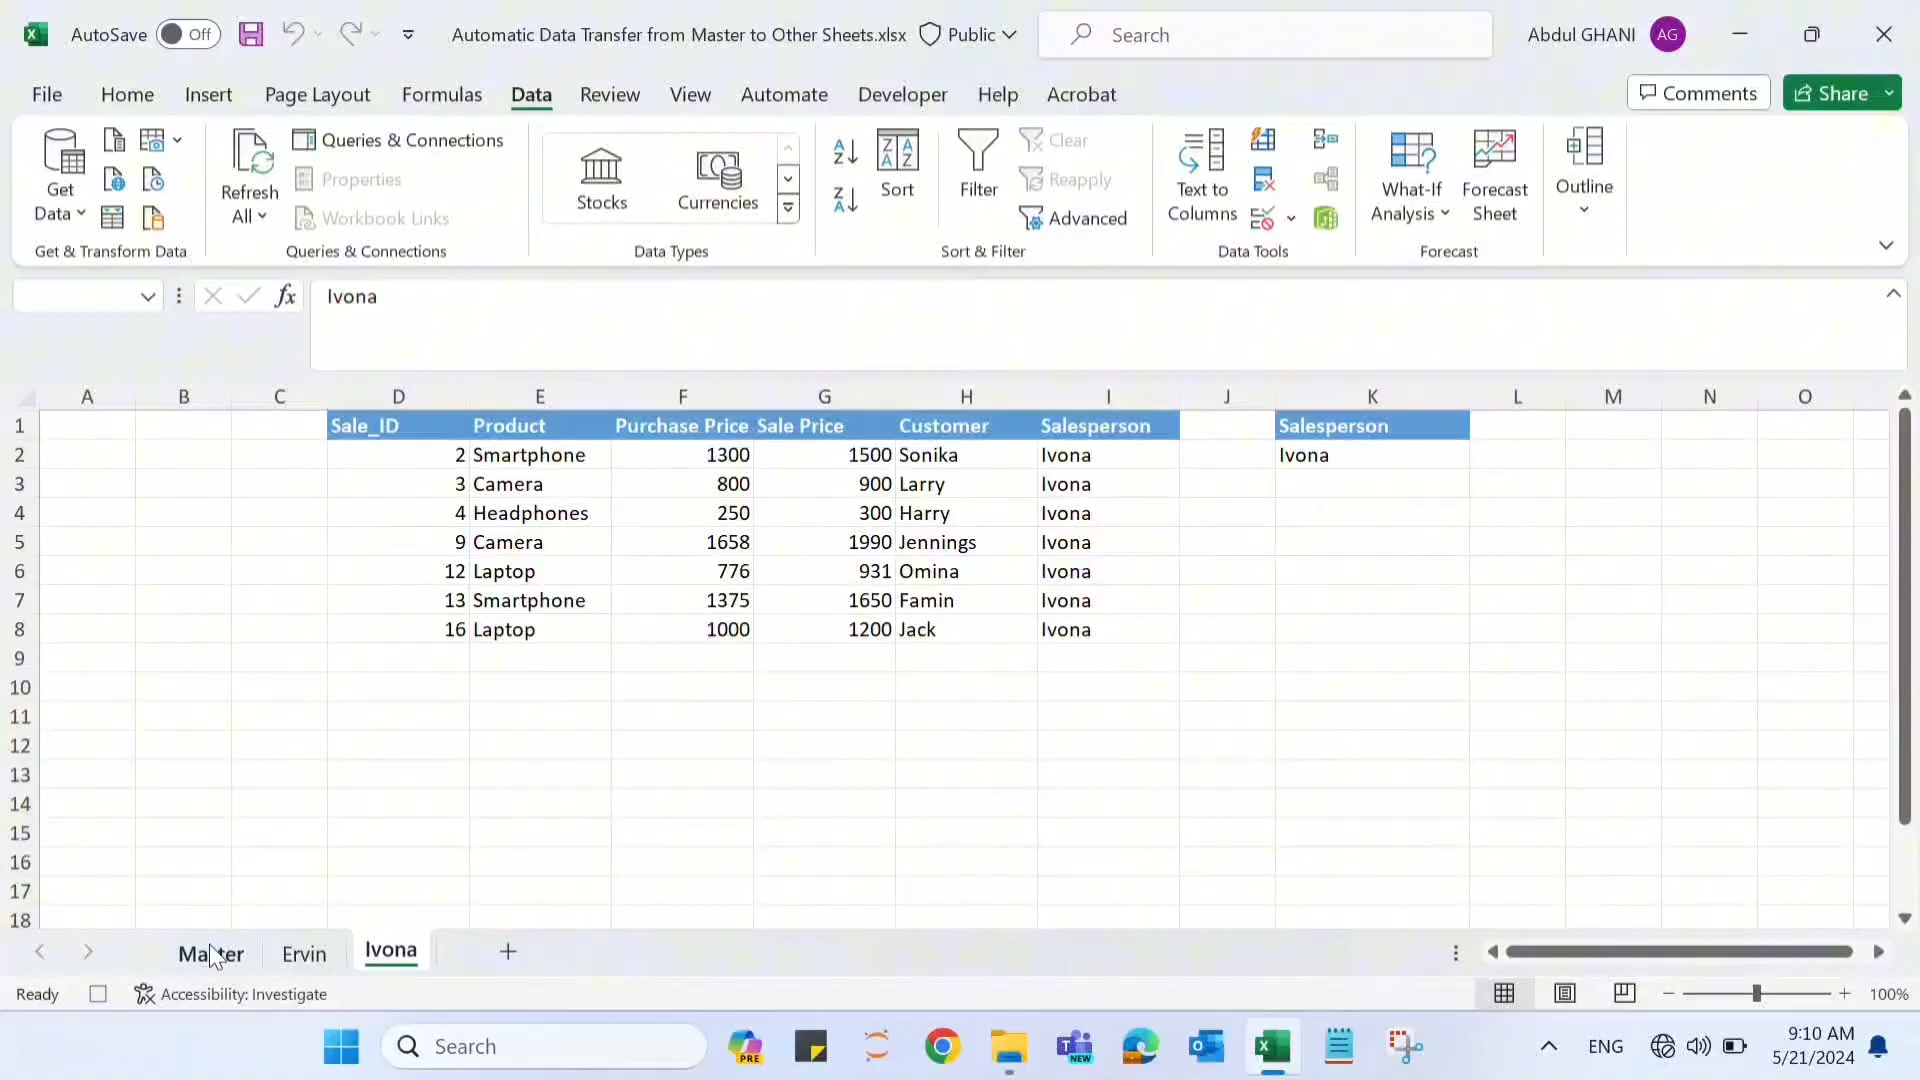 AutoSave Off Automatic Data Transfer from Master to Other Sheets.xlsx Public Search Abdul GHANI AG
File Home Insert Page Layout Formulas Data Review View Automate Developer Help Acrobat Comments Share
Get Data
Refresh All
Queries & Connections
Properties
Workbook Links
Stocks Currencies
Sort Filter
Clear
Reapply
Advanced
Text to Columns
What-If Analysis
Forecast Sheet
Outline
Get & Transform Data Queries & Connections Data Types Sort & Filter Data Tools Forecast
fx Ivona
A B C D E F G H I J K L M N O
1 Sale_ID Product Purchase Price Sale Price Customer Salesperson Salesperson
2 2 Smartphone 1300 1500 Sonika Ivona Ivona
3 3 Camera 800 900 Larry Ivona
4 4 Headphones 250 300 Harry Ivona
5 9 Camera 1658 1990 Jennings Ivona
6 12 Laptop 776 931 Omina Ivona
7 13 Smartphone 1375 1650 Famin Ivona
8 16 Laptop 1000 1200 Jack Ivona
9
10
11
12
13
14
15
16
17
18
Master Ervin Ivona
Ready Accessibility: Investigate 100%
Search PRE NEW ENG 9:10 AM
5/21/2024